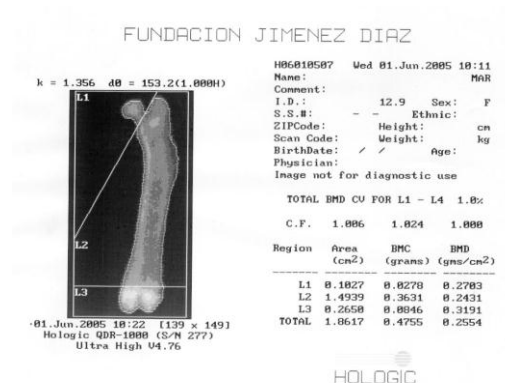 FUNDACION JIMENEZ DIAZ
k = 1.356 d0 = 153.2(1.000H)
L1
L2
L3
·01.Jun.2005 10:22 [139 x 149]
Hologic QDR-1000 (S/N 277)
Ultra High V4.76
H06010507 Wed 01.Jun.2005 10:11
Name: MAR
Comment:
I.D.: 12.9 Sex: F
S.S.#: - - Ethnic:
ZIPCode: Height: cm
Scan Code: Weight: kg
BirthDate: / / Age:
Physician:
Image not for diagnostic use
TOTAL BMD CV FOR L1 - L4 1.0%
C.F. 1.006 1.024 1.000
Region Area BMC BMD
(cm2) (grams) (gms/cm2)
L1 0.1027 0.0278 0.2703
L2 1.4939 0.3631 0.2431
L3 0.2650 0.0846 0.3191
TOTAL 1.8617 0.4755 0.2554
HOLOGIC